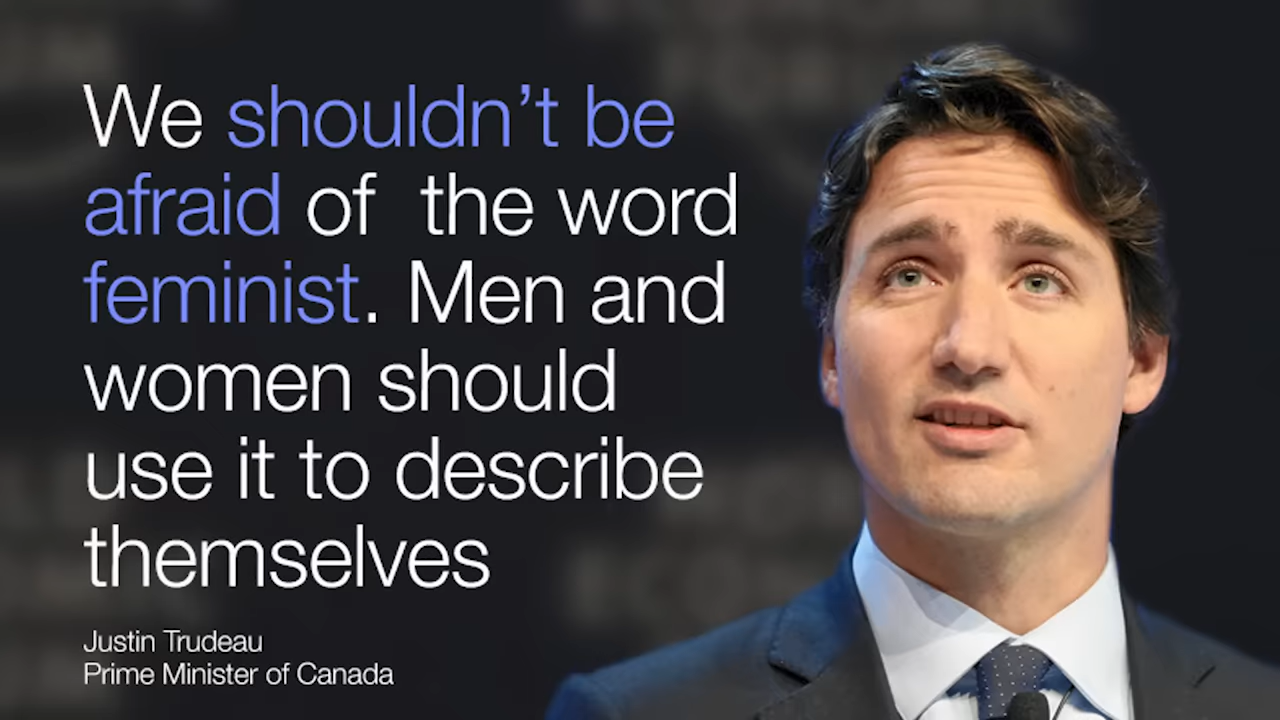 We shouldn’t be
afraid of  the word
feminist. Men and
women should
use it to describe
themselves
Justin Trudeau
Prime Minister of Canada